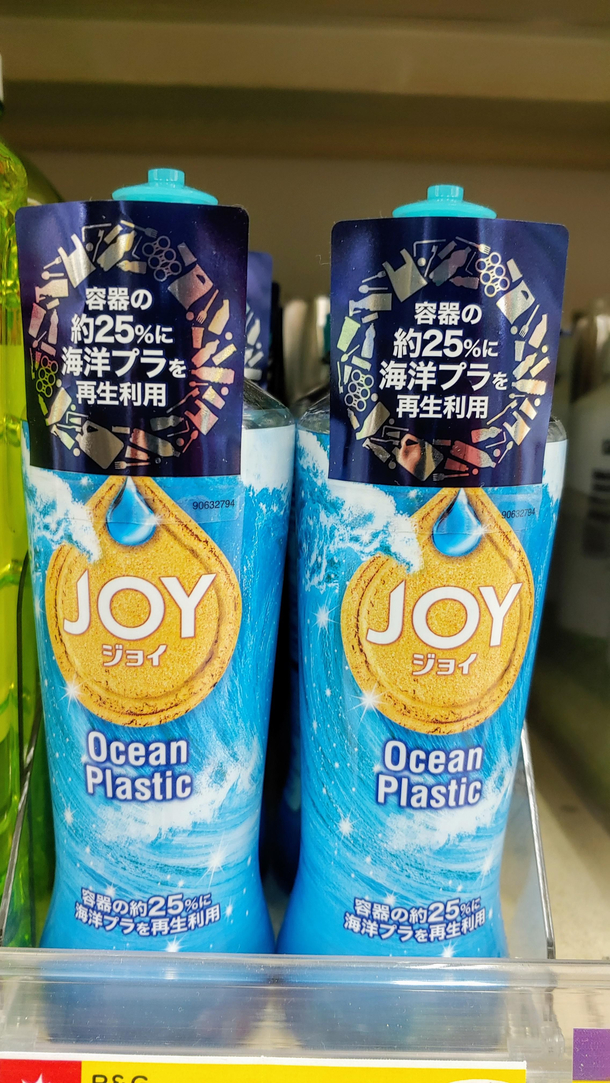 容器の
約25%に
海洋プラを
再生利用
90632794
JOY
ジョイ
Ocean
Plastic
容器の約25%に
海洋プラを再生利用
容器の
約25%に
海洋プラを
再生利用
90632794
JOY
ジョイ
Ocean
Plastic
容器の約25%に
海洋プラを再生利用